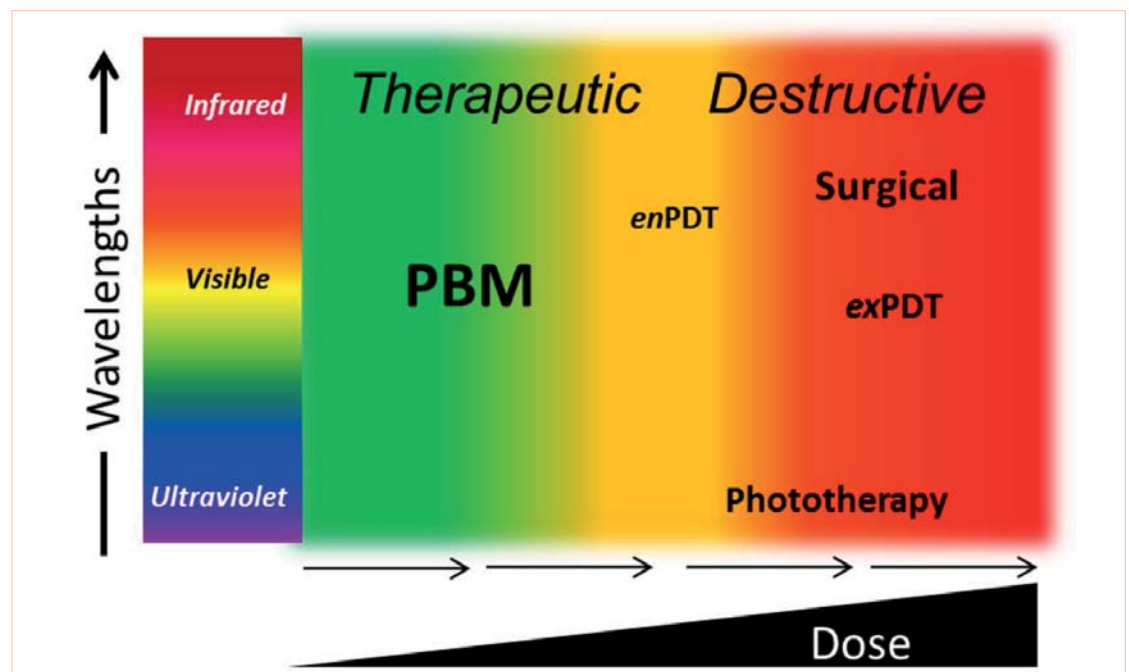 Wavelengths
Infrared
Visible
Ultraviolet
Therapeutic
Destructive
Surgical
enPDT
PBM
exPDT
Phototherapy
Dose